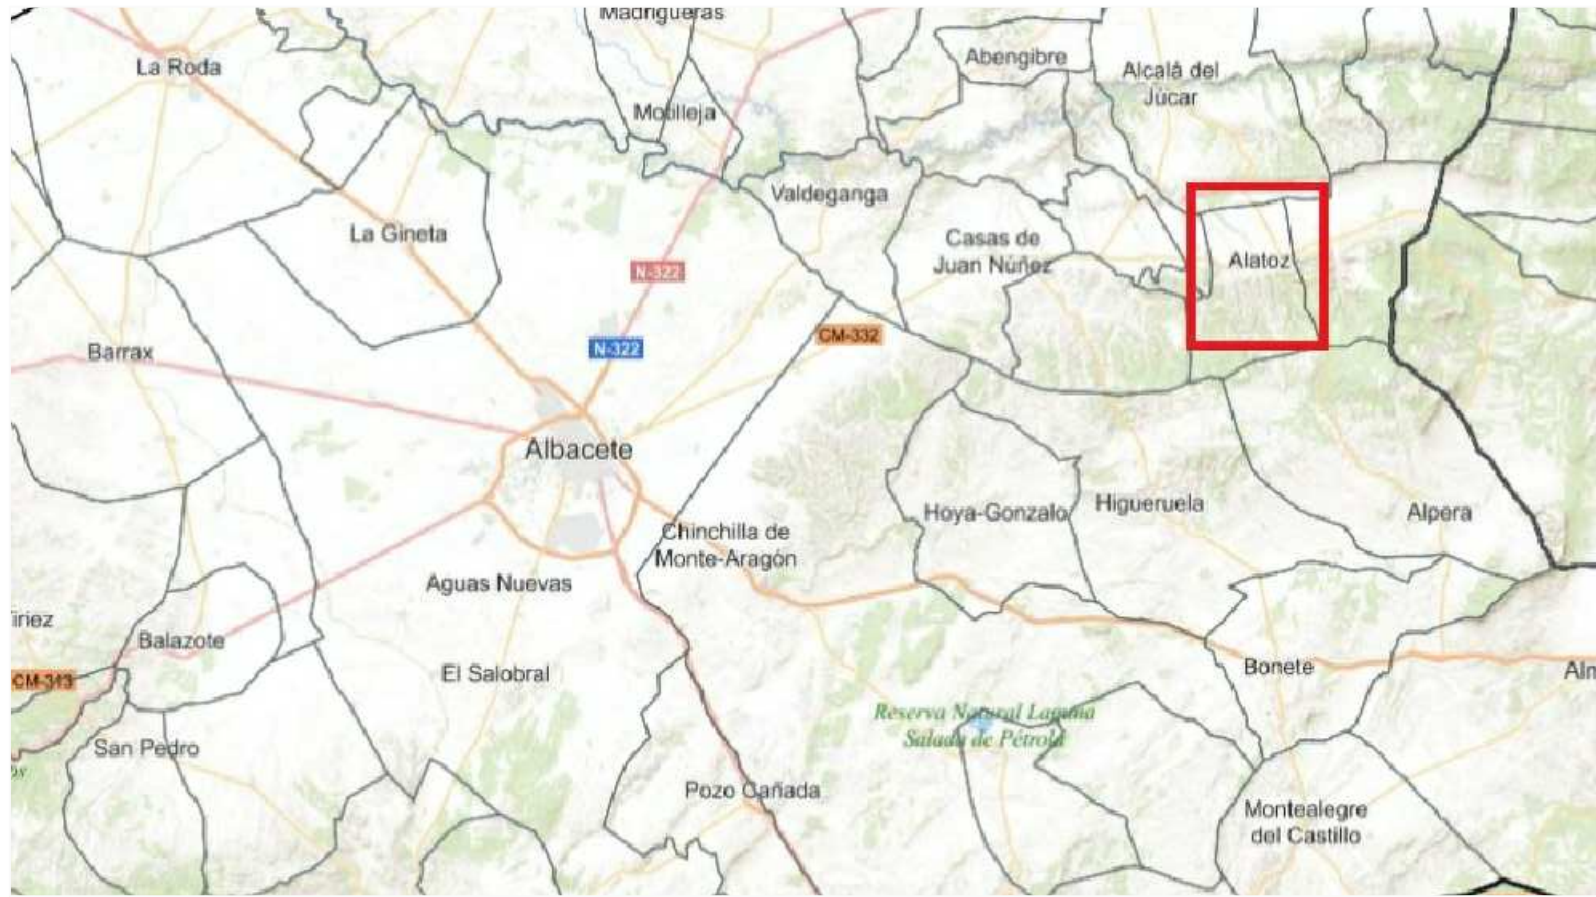 Madrigueras
La Roda
Abengibre
Alcalá del
Júcar
Motilleja
Valdeganga
La Gineta
Casas de
Juan Núñez
Alatoz
N-322
CM-332
N-322
Barrax
Albacete
Hoya-Gonzalo
Higueruela
Alpera
Chinchilla de
Monte-Aragón
Aguas Nuevas
Balazote
El Salobral
Bonete
CM-313
Reserva Natural Laguna
Salada de Pétrola
San Pedro
Pozo Cañada
Montealegre
del Castillo